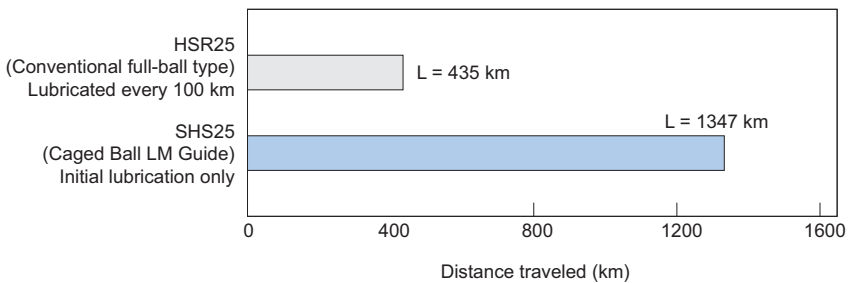 HSR25
(Conventional full-ball type)
Lubricated every 100 km
L = 435 km
SHS25
(Caged Ball LM Guide)
Initial lubrication only
L = 1347 km
0 400 800 1200 1600
Distance traveled (km)